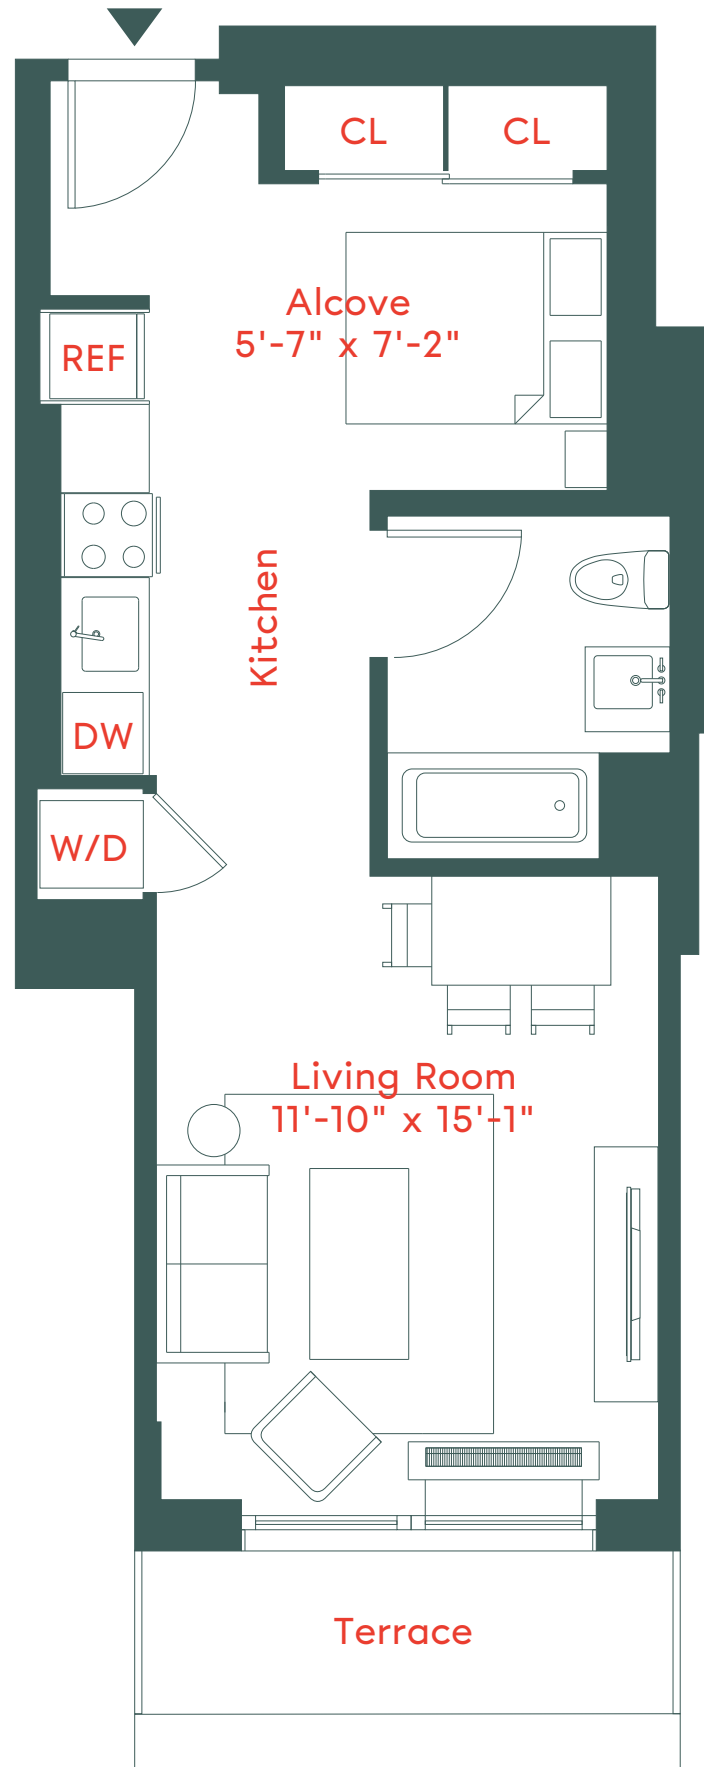 CL
CL
Alcove
5'-7" x 7'-2"
REF
Kitchen
DW
W/D
Living Room
11'-10" x 15'-1"
Terrace